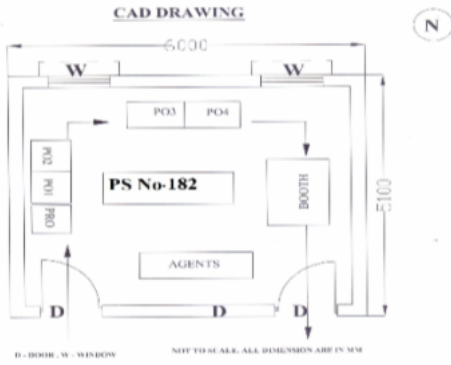 CAD DRAWING
N
6000
W
W
PO3
PO4
PO2
PO1
PRO
PS No-182
BOOTH
5100
AGENTS
D
D
D
D - DOOR , W - WINDOW
NOT TO SCALE, ALL DIMENSION ARE IN MM